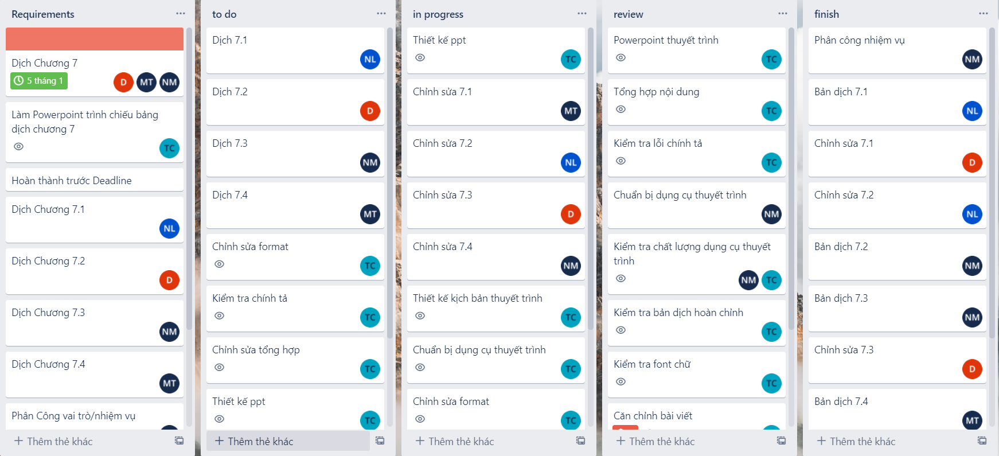 Requirements
Dịch Chương 7
5 tháng 1
D MT NM
Làm Powerpoint trình chiếu bảng
dịch chương 7
TC
Hoàn thành trước Deadline
Dịch Chương 7.1
NL
Dịch Chương 7.2
D
Dịch Chương 7.3
NM
Dịch Chương 7.4
MT
Phân Công vai trò/nhiệm vụ
Thêm thẻ khác
to do
Dịch 7.1
NL
Dịch 7.2
D
Dịch 7.3
NM
Dịch 7.4
MT
Chỉnh sửa format
TC
Kiểm tra chính tả
TC
Chỉnh sửa tổng hợp
TC
Thiết kế ppt
TC
Thêm thẻ khác
in progress
Thiết kế ppt
TC
Chỉnh sửa 7.1
MT
Chỉnh sửa 7.2
NL
Chỉnh sửa 7.3
D
Chỉnh sửa 7.4
NM
Thiết kế kịch bản thuyết trình
TC
Chuẩn bị dụng cụ thuyết trình
TC
Chỉnh sửa format
TC
Thêm thẻ khác
review
Powerpoint thuyết trình
TC
Tổng hợp nội dung
TC
Kiểm tra lỗi chính tả
TC
Chuẩn bị dụng cụ thuyết trình
NM
Kiểm tra chất lượng dụng cụ thuyết
trình
NM TC
Kiểm tra bản dịch hoàn chỉnh
TC
Kiểm tra font chữ
TC
Căn chỉnh bài viết
Thêm thẻ khác
finish
Phân công nhiệm vụ
NM
Bản dịch 7.1
NL
Chỉnh sửa 7.1
D
Chỉnh sửa 7.2
NL
Bản dịch 7.2
NM
Bản dịch 7.3
NM
Chỉnh sửa 7.3
D
Bản dịch 7.4
MT
Thêm thẻ khác